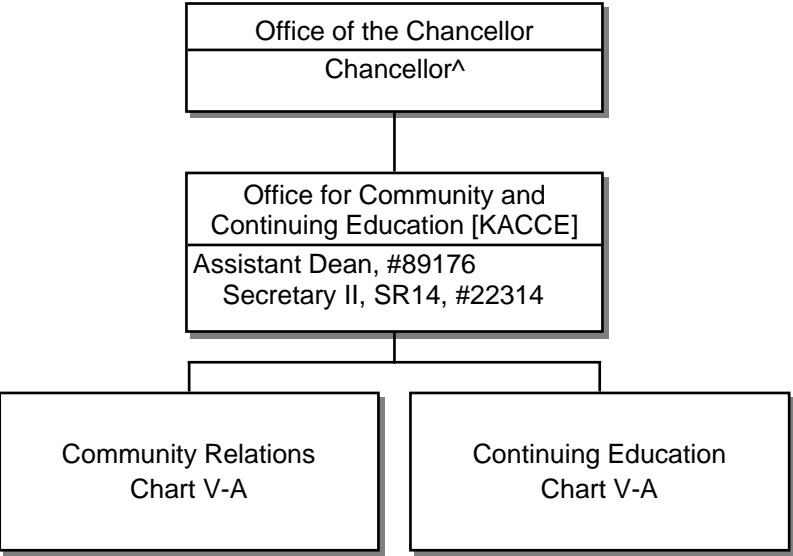 Office of the Chancellor
Chancellor^
Office for Community and
Continuing Education [KACCE]
Assistant Dean, #89176
Secretary II, SR14, #22314
Community Relations
Chart V-A
Continuing Education
Chart V-A